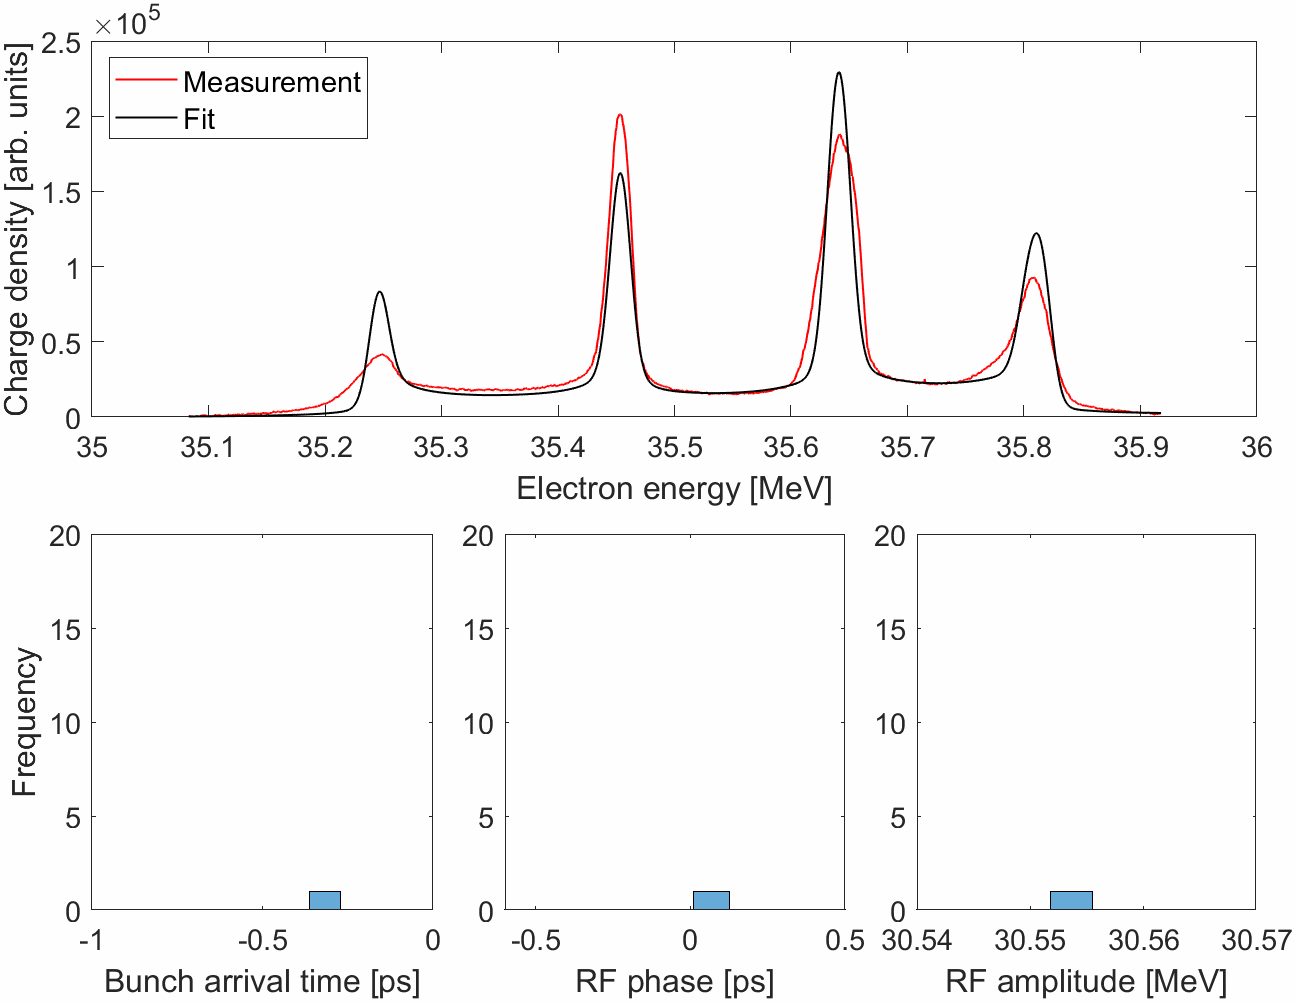 ×10^5
2.5
2
1.5
1
0.5
0
Charge density [arb. units]
Measurement
Fit
35 35.1 35.2 35.3 35.4 35.5 35.6 35.7 35.8 35.9 36
Electron energy [MeV]
20
15
10
5
0
Frequency
-1 -0.5 0
Bunch arrival time [ps]
20
15
10
5
0
-0.5 0 0.5
RF phase [ps]
20
15
10
5
0
30.54 30.55 30.56 30.57
RF amplitude [MeV]